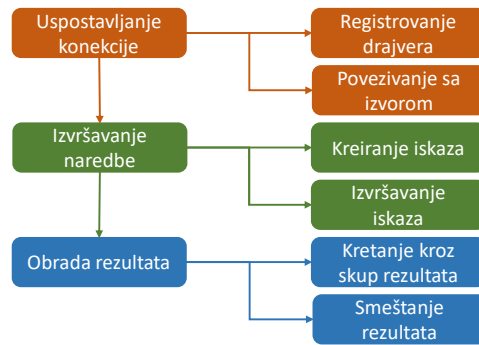 Uspostavljanje
konekcije
Registrovanje
drajvera
Povezivanje sa
izvorom
Izvršavanje
naredbe
Kreiranje iskaza
Izvršavanje
iskaza
Obrada rezultata
Kretanje kroz
skup rezultata
Smeštanje
rezultata